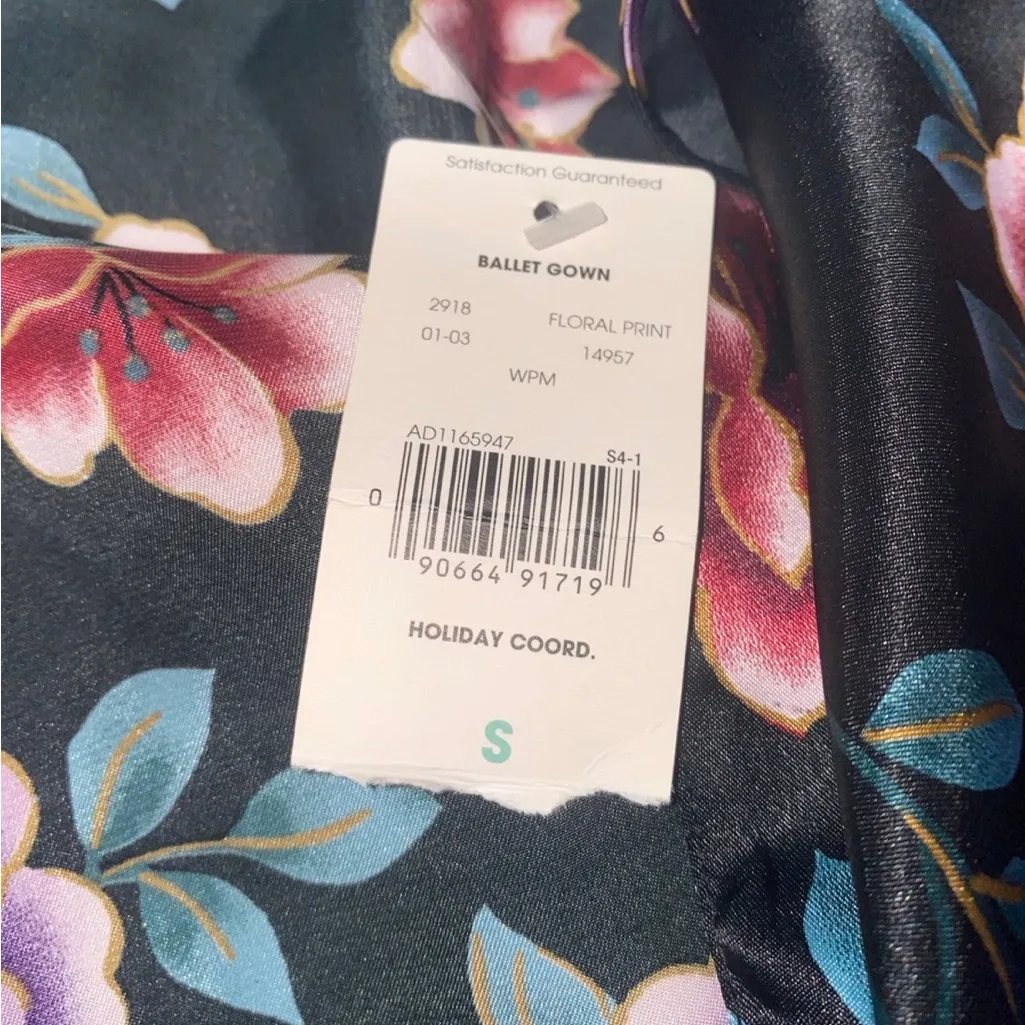 Satisfaction Guaranteed
BALLET GOWN
2918 FLORAL PRINT
01-03 14957
WPM
AD1165947 S4-1
0 90664 91719 6
HOLIDAY COORD.
S